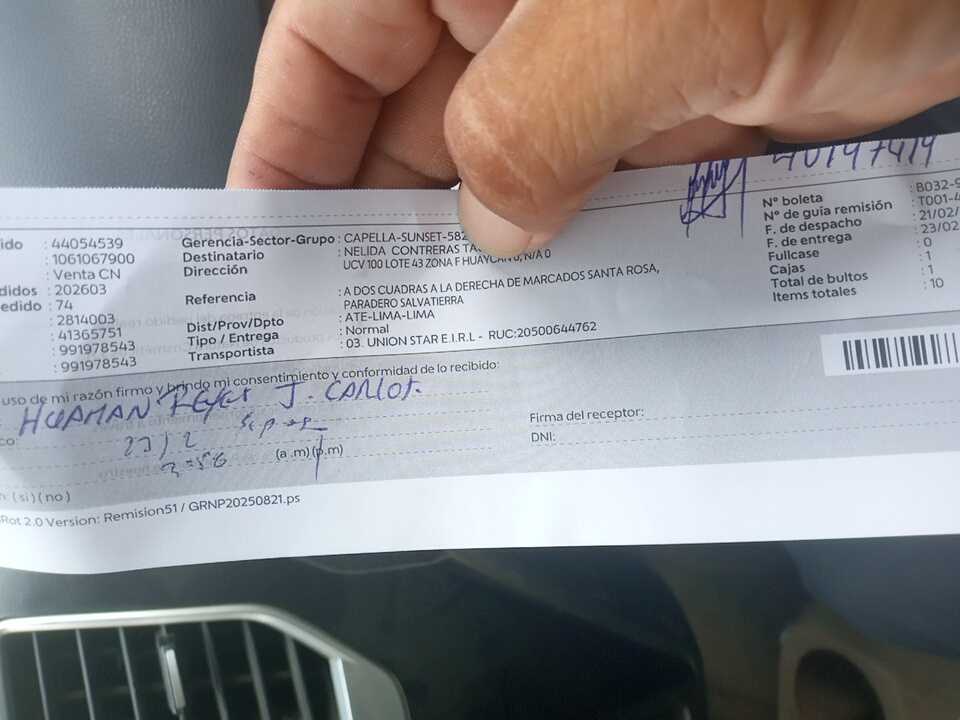 40747419
ido : 44054539
: 1061067900
: Venta CN
didos : 202603
edido : 74
: 2814003
: 41365751
: 991978543
: 991978543
Gerencia-Sector-Grupo : CAPELLA-SUNSET-582
Destinatario : NELIDA CONTRERAS
Dirección : UCV 100 LOTE 43 ZONA F N/A 0
Referencia : A DOS CUADRAS A LA DERECHA DE MARCADOS SANTA ROSA,
PARADERO SALVATIERRA
Dist/Prov/Dpto : ATE-LIMA-LIMA
Tipo / Entrega : Normal
Transportista : 03. UNION STAR E.I.R.L - RUC:20500644762
N° boleta : B032-9
N° de guía remisión : T001-4
F. de despacho : 21/02/
F. de entrega : 23/02
Fullcase : 0
Cajas : 1
Total de bultos : 1
Items totales : 10
uso de mi razón firmo y brindo mi consentimiento y conformidad de lo recibido:
HUAMAN REYES J. CARLOS
co:
23/2
(a .m) (p.m)
Firma del receptor:
DNI:
n: ( si ) ( no )
Rot 2.0 Version: Remision51 / GRNP20250821.ps